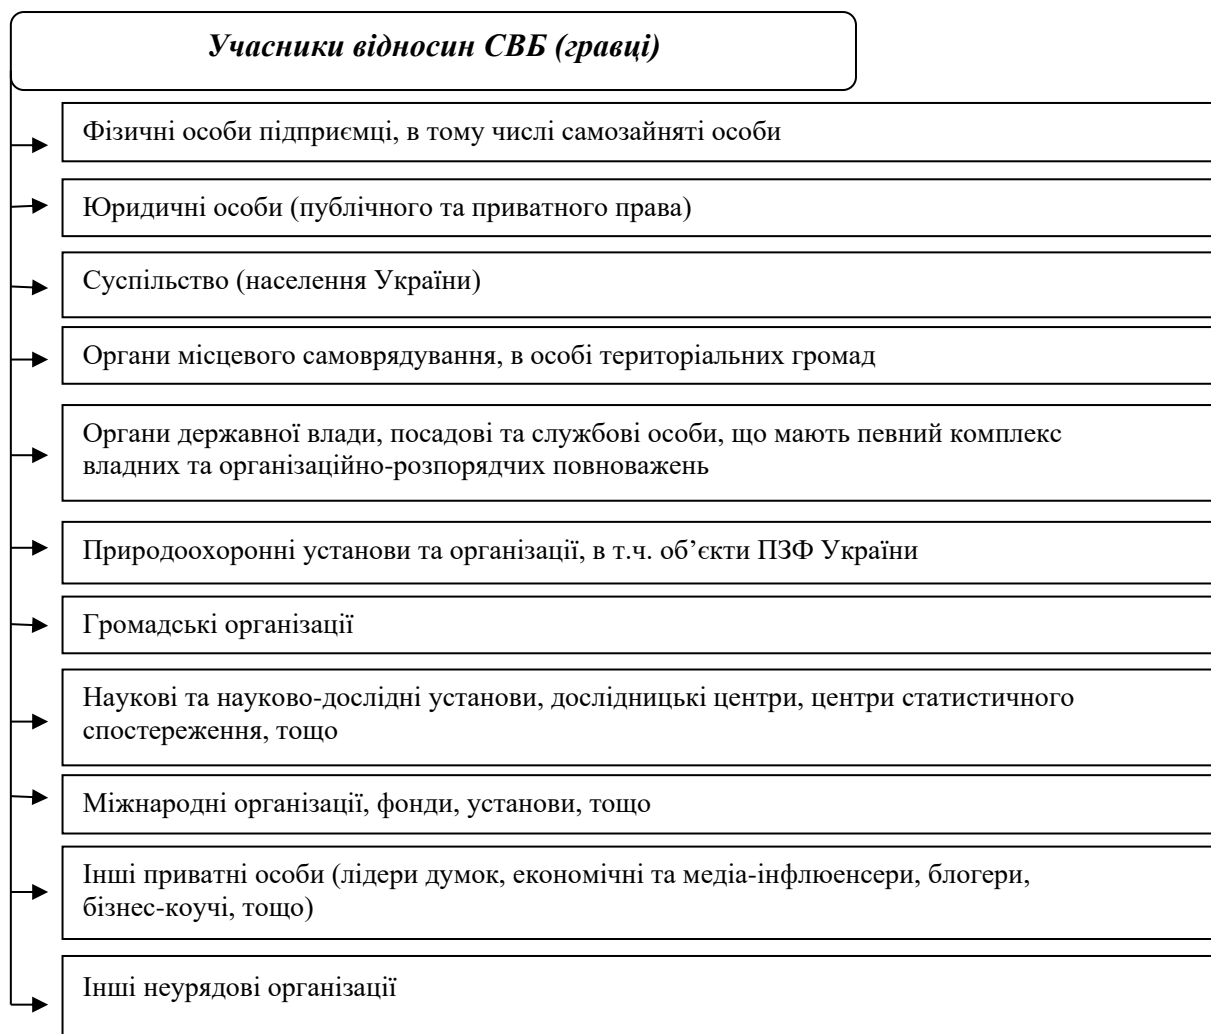 Учасники відносин СВБ (гравці)
Фізичні особи підприємці, в тому числі самозайняті особи
Юридичні особи (публічного та приватного права)
Суспільство (населення України)
Органи місцевого самоврядування, в особі територіальних громад
Органи державної влади, посадові та службові особи, що мають певний комплекс
владних та організаційно-розпорядчих повноважень
Природоохоронні установи та організації, в т.ч. об’єкти ПЗФ України
Громадські організації
Наукові та науково-дослідні установи, дослідницькі центри, центри статистичного
спостереження, тощо
Міжнародні організації, фонди, установи, тощо
Інші приватні особи (лідери думок, економічні та медіа-інфлюенсери, блогери,
бізнес-коучі, тощо)
Інші неурядові організації